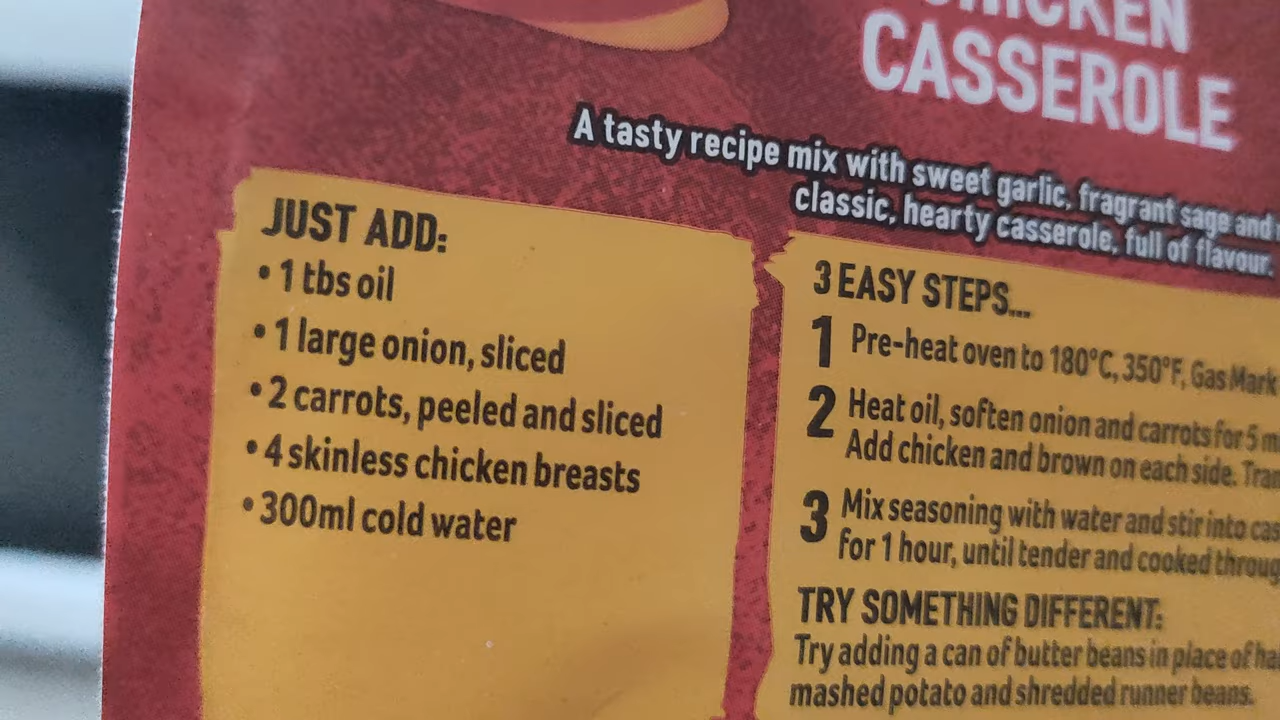 CHICKEN
CASSEROLE
A tasty recipe mix with sweet garlic, fragrant sage and
classic, hearty casserole, full of flavour.
JUST ADD:
• 1 tbs oil
• 1 large onion, sliced
• 2 carrots, peeled and sliced
• 4 skinless chicken breasts
• 300ml cold water
3 EASY STEPS...
1 Pre-heat oven to 180°C, 350°F, Gas Mark
2 Heat oil, soften onion and carrots for 5
Add chicken and brown on each side.
3 Mix seasoning with water and stir into
for 1 hour, until tender and cooked
TRY SOMETHING DIFFERENT:
Try adding a can of butter beans in place of
mashed potato and shredded runner beans.